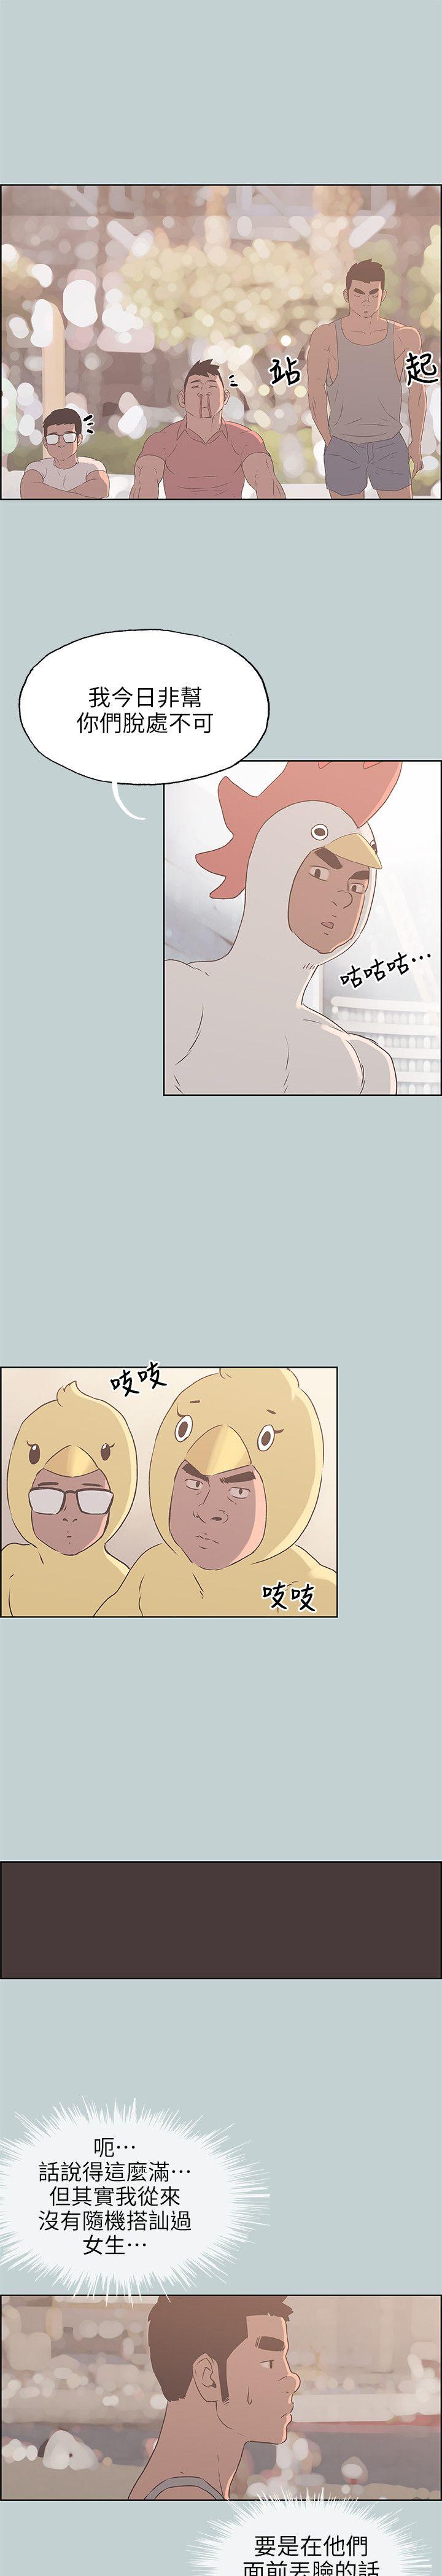 站
起
我今日非幫
你們脫處不可
咕咕咕…
吱吱
吱吱
呃…
話說得這麼滿…
但其實我從來
沒有隨機搭訕過
女生…
要是在他們
面前丟臉的話